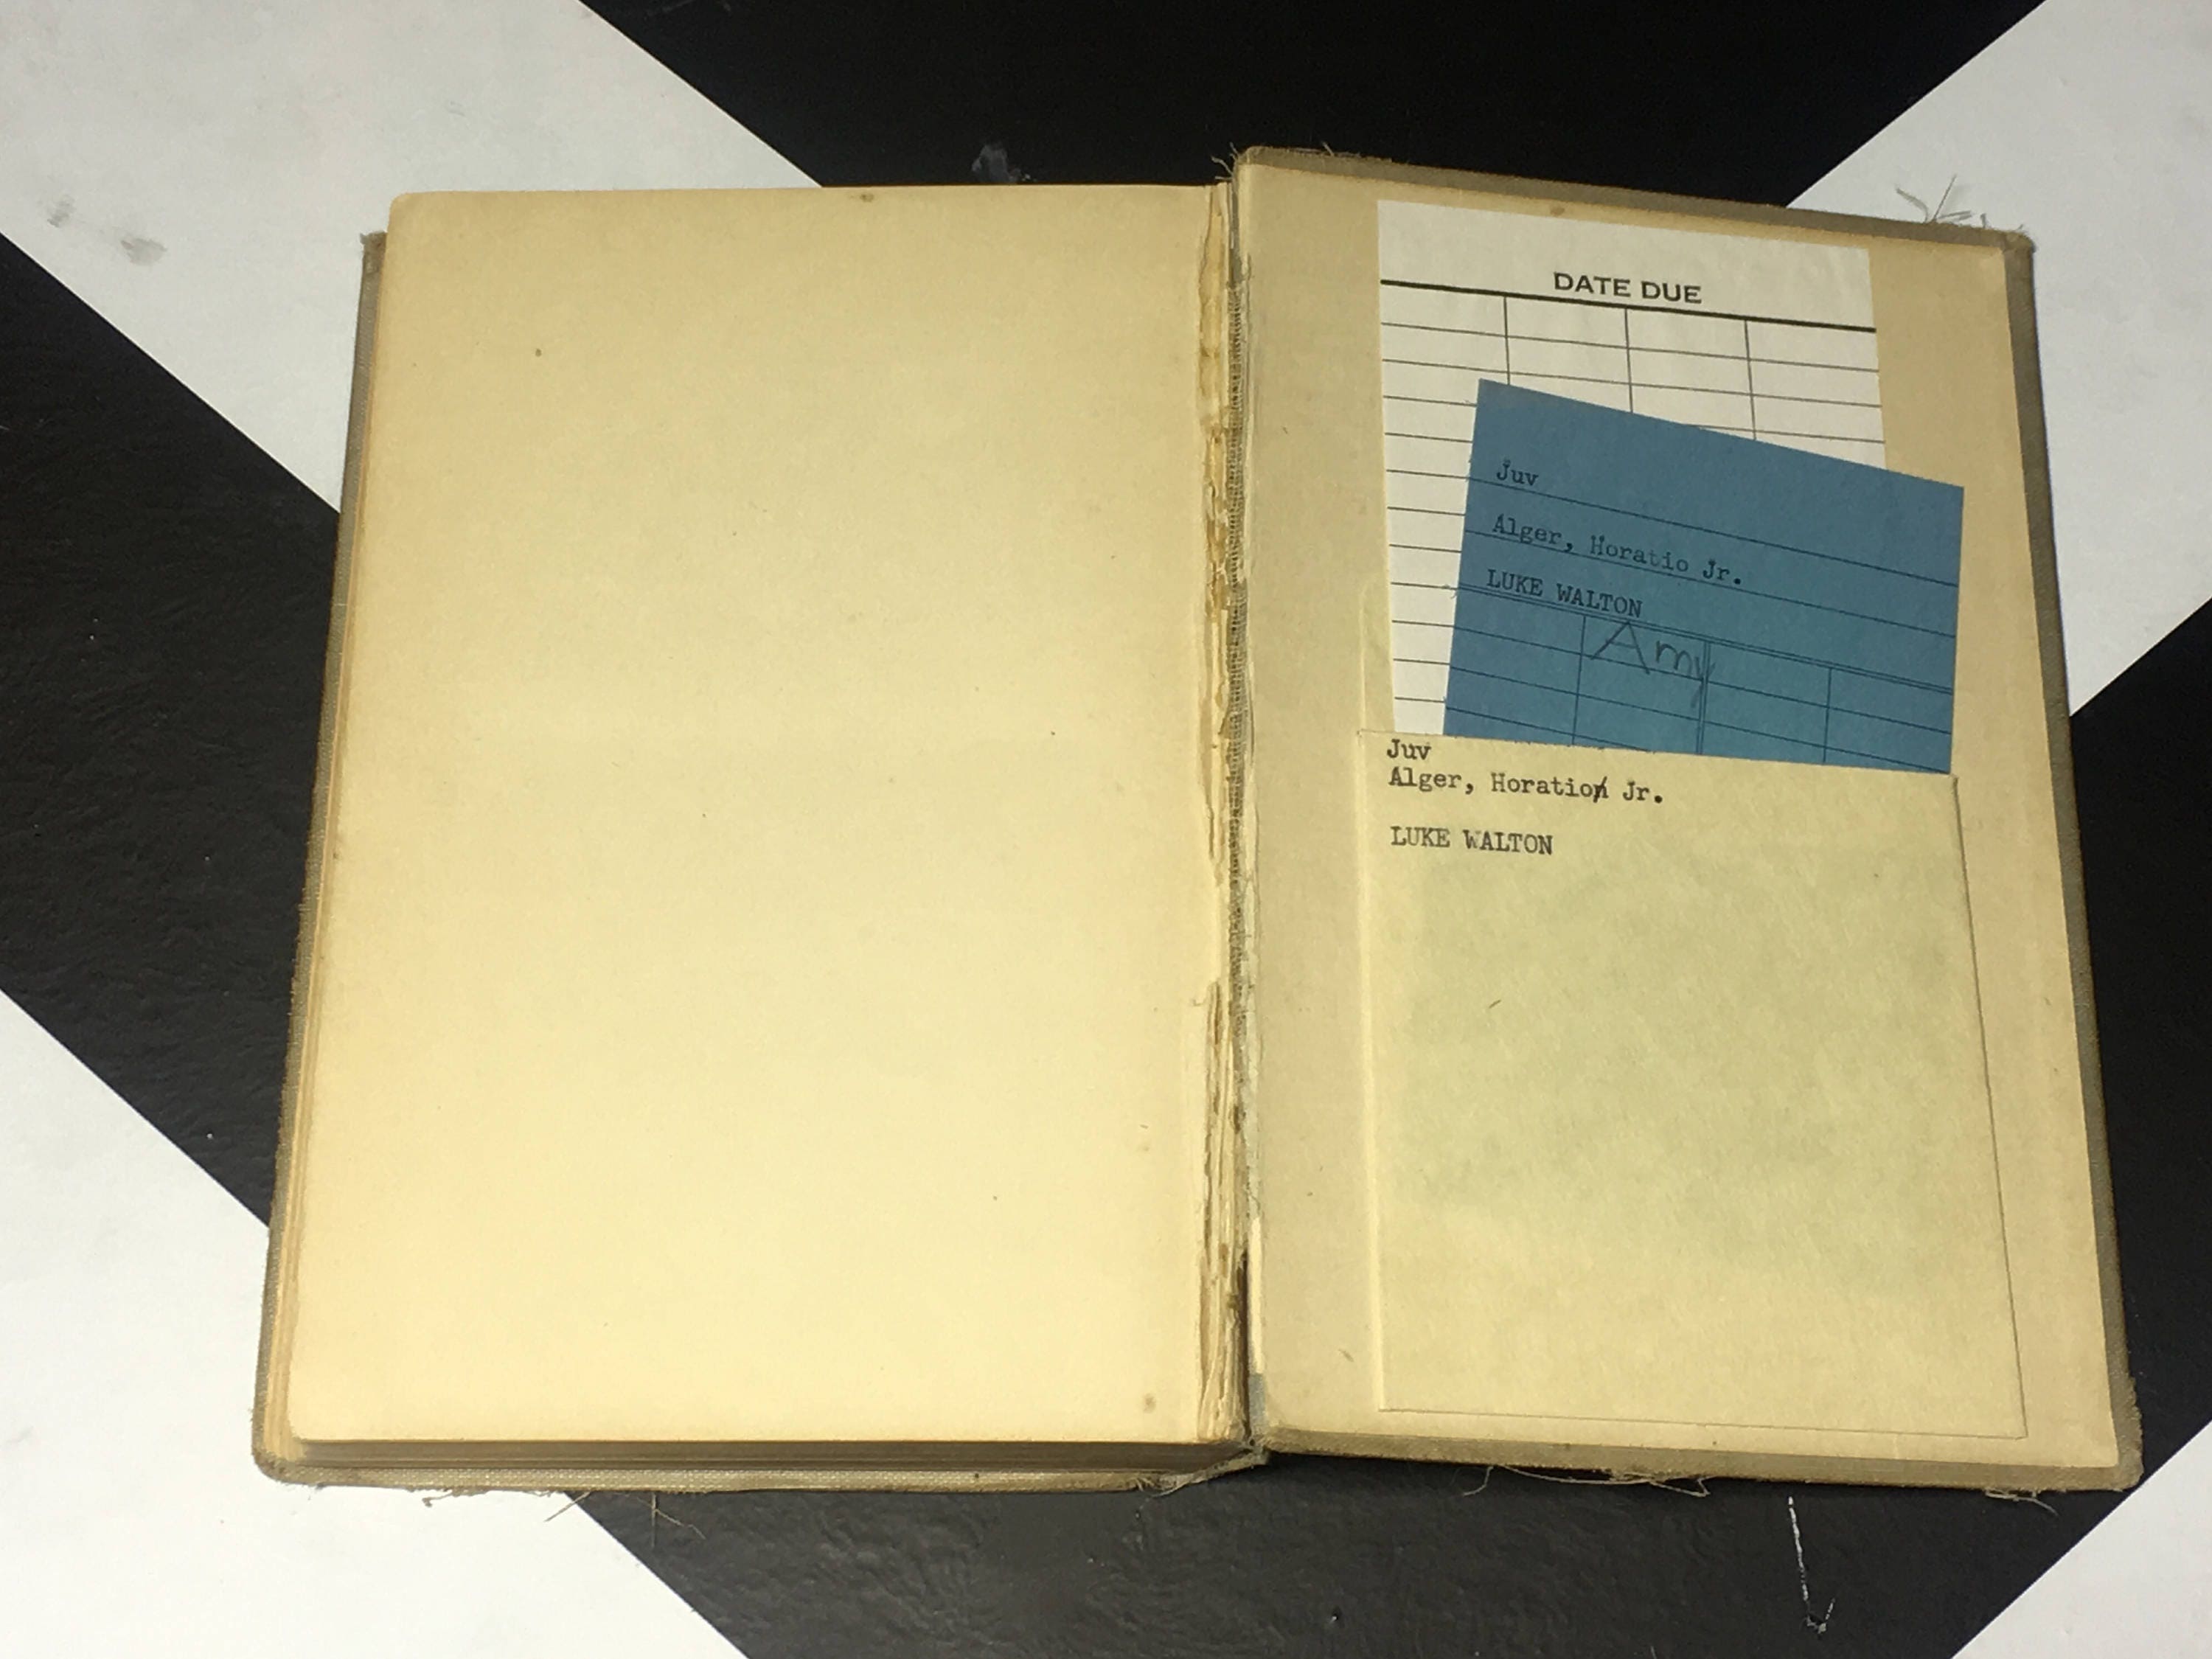 DATE DUE
Juv
Alger, Horatio Jr.
LUKE WALTON
Amy
Juv
Alger, Horation Jr.
LUKE WALTON